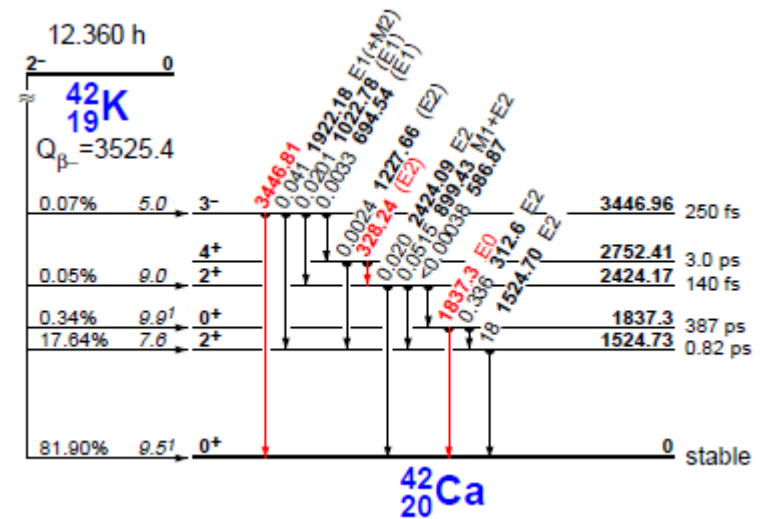 12.360 h
2⁻ 0
⁴²₁₉K
Qβ₋=3525.4
3446.81
0.041 1922.18 E1(+M2)
0.0201 1022.78 (E1)
0.0033 694.54 (E1)
0.0024 1227.66 (E2)
328.24 (E2)
0.020 2424.09 E2
0.0515 899.43 M1+E2
<0.00038 586.87
1837.3 E0
0.336 312.6 E2
18 1524.70 E2
0.07% 5.0 3⁻ 3446.96 250 fs
4⁺ 2752.41 3.0 ps
0.05% 9.0 2⁺ 2424.17 140 fs
0.34% 9.9¹ 0⁺ 1837.3 387 ps
17.64% 7.6 2⁺ 1524.73 0.82 ps
81.90% 9.5¹ 0⁺ 0 stable
⁴²₂₀Ca